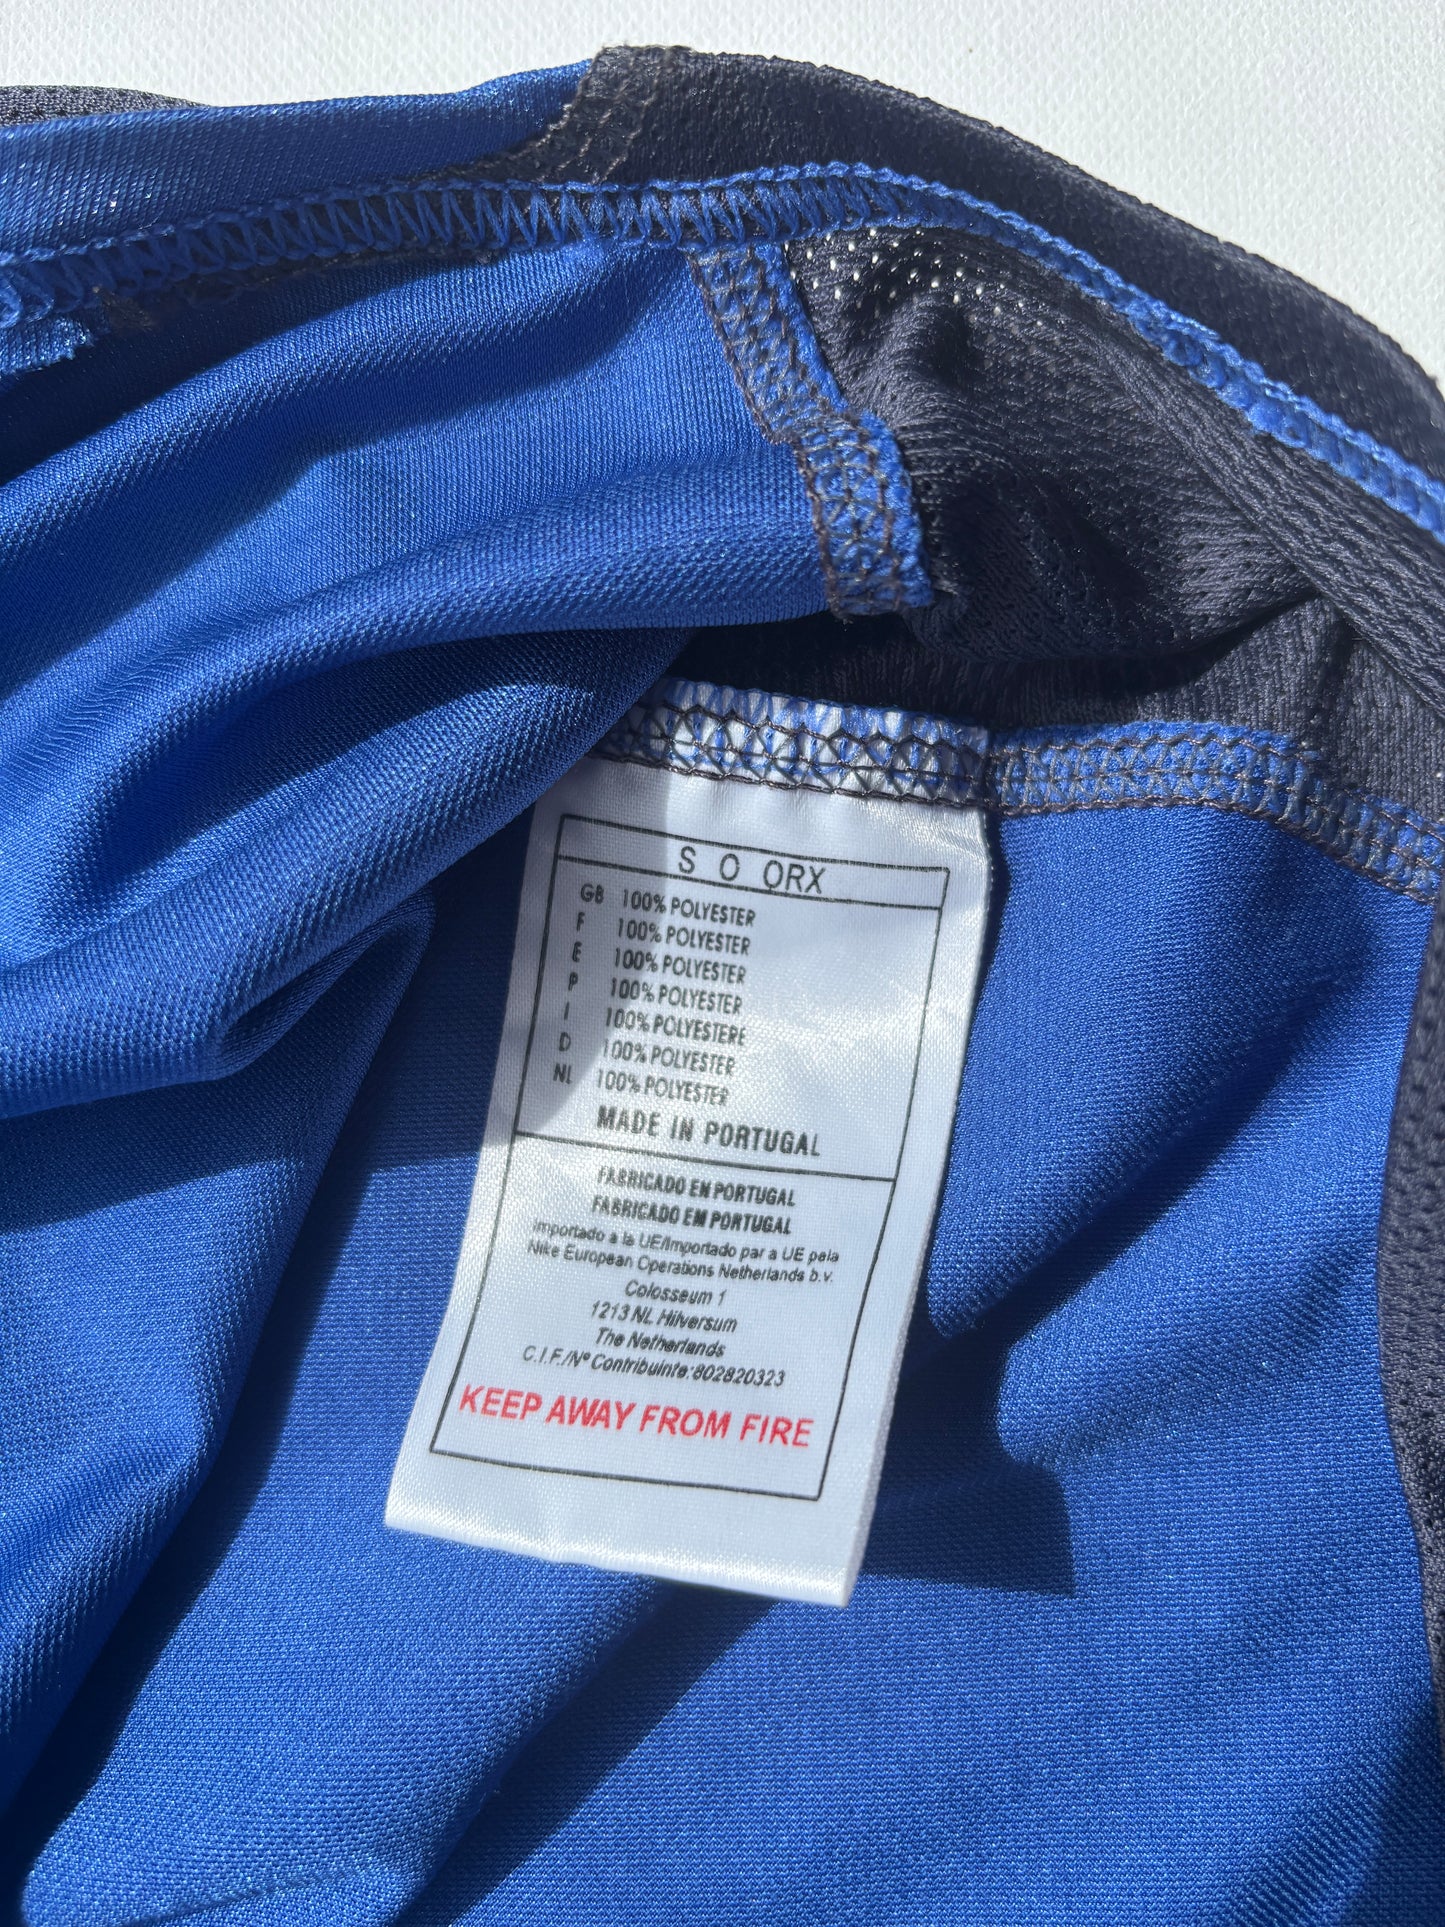 S O ORX
GB 100% POLYESTER
F 100% POLYESTER
E 100% POLYESTER
P 100% POLYESTER
I 100% POLYESTERE
D 100% POLYESTER
NL 100% POLYESTER
MADE IN PORTUGAL
FABRICADO EN PORTUGAL
FABRICADO EM PORTUGAL
importado a la UE/Importado par a UE pela
Nike European Operations Netherlands b.v.
Colosseum 1
1213 NL Hilversum
The Netherlands
C.I.F./Nº Contribuinte:802820323
KEEP AWAY FROM FIRE